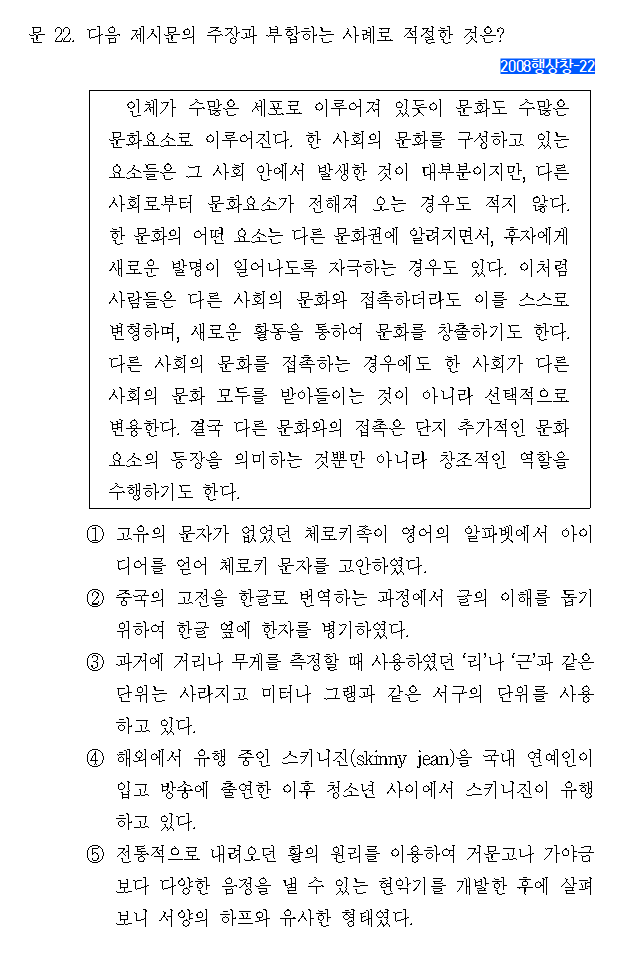 문 22. 다음 제시문의 주장과 부합하는 사례로 적절한 것은?
2008행상창-22
인체가 수많은 세포로 이루어져 있듯이 문화도 수많은
문화요소로 이루어진다. 한 사회의 문화를 구성하고 있는
요소들은 그 사회 안에서 발생한 것이 대부분이지만, 다른
사회로부터 문화요소가 전해져 오는 경우도 적지 않다.
한 문화의 어떤 요소는 다른 문화권에 알려지면서, 후자에게
새로운 발명이 일어나도록 자극하는 경우도 있다. 이처럼
사람들은 다른 사회의 문화와 접촉하더라도 이를 스스로
변형하며, 새로운 활동을 통하여 문화를 창출하기도 한다.
다른 사회의 문화를 접촉하는 경우에도 한 사회가 다른
사회의 문화 모두를 받아들이는 것이 아니라 선택적으로
변용한다. 결국 다른 문화와의 접촉은 단지 추가적인 문화
요소의 등장을 의미하는 것뿐만 아니라 창조적인 역할을
수행하기도 한다.
① 고유의 문자가 없었던 체로키족이 영어의 알파벳에서 아이
디어를 얻어 체로키 문자를 고안하였다.
② 중국의 고전을 한글로 번역하는 과정에서 글의 이해를 돕기
위하여 한글 옆에 한자를 병기하였다.
③ 과거에 거리나 무게를 측정할 때 사용하였던 ‘리’나 ‘근’과 같은
단위는 사라지고 미터나 그램과 같은 서구의 단위를 사용
하고 있다.
④ 해외에서 유행 중인 스키니진(skinny jean)을 국내 연예인이
입고 방송에 출연한 이후 청소년 사이에서 스키니진이 유행
하고 있다.
⑤ 전통적으로 내려오던 활의 원리를 이용하여 거문고나 가야금
보다 다양한 음정을 낼 수 있는 현악기를 개발한 후에 살펴
보니 서양의 하프와 유사한 형태였다.